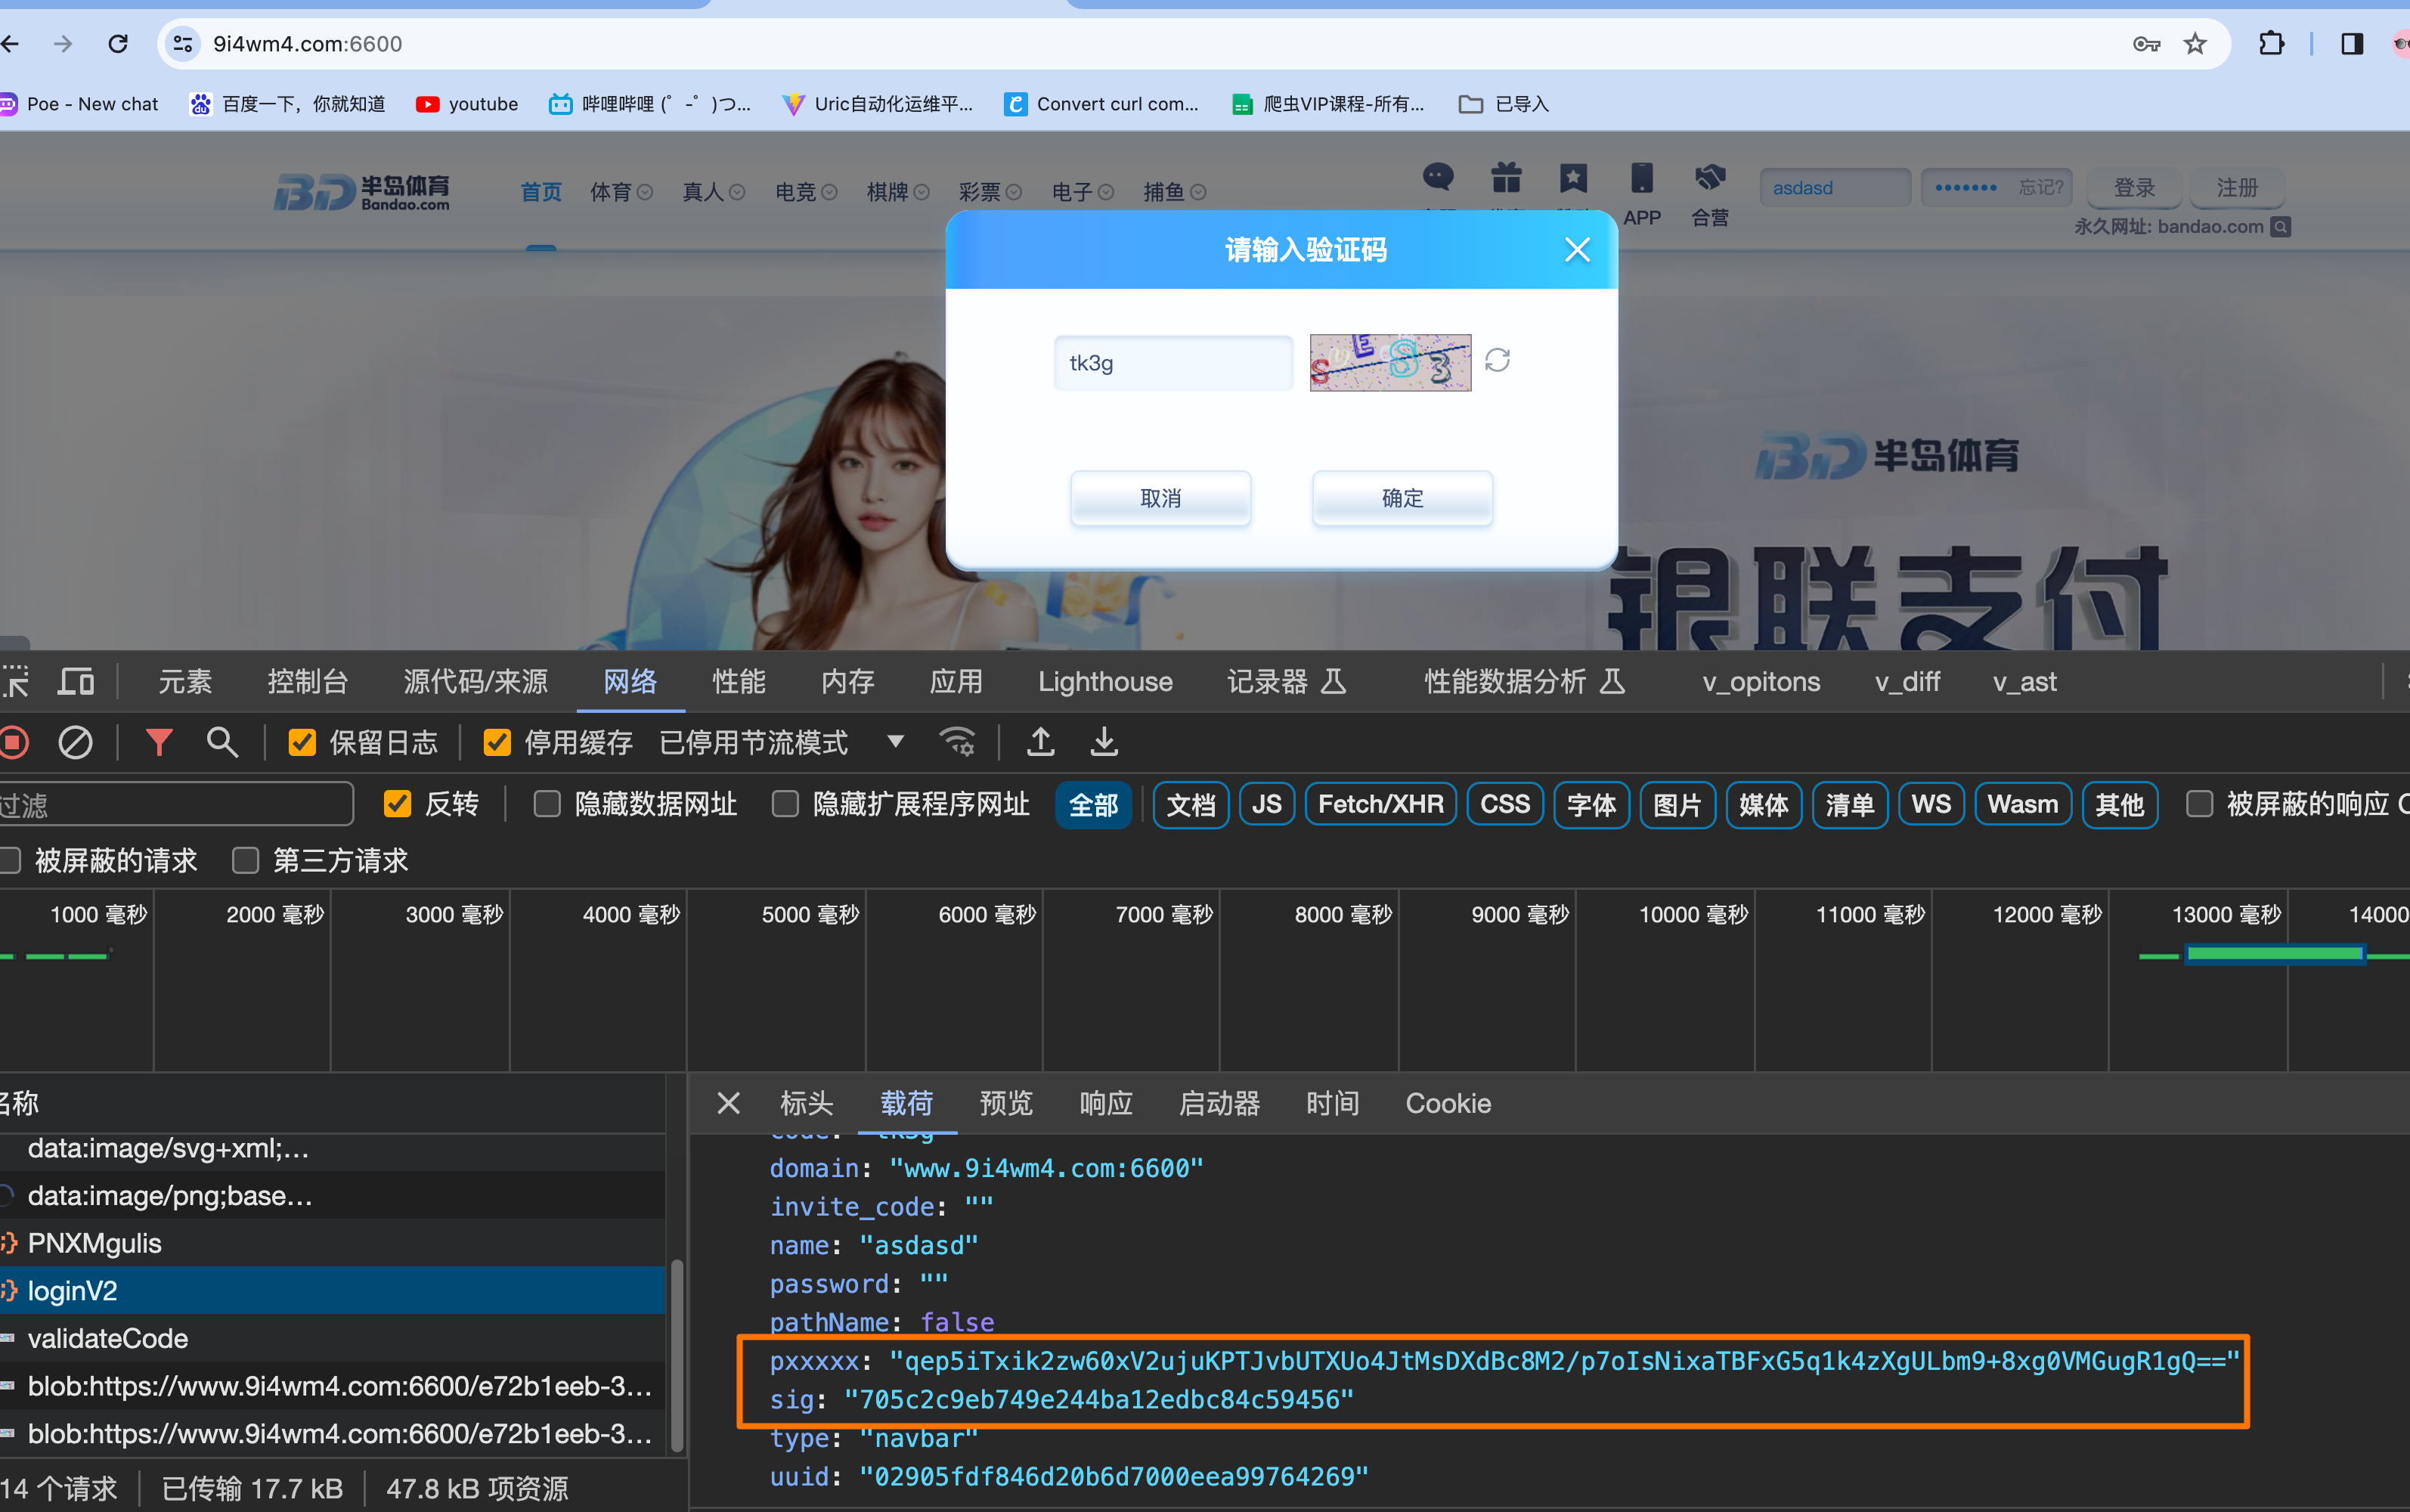 9i4wm4.com:6600
Poe - New chat
百度一下，你就知道
youtube
哔哩哔哩 (゜-゜)つ...
Uric自动化运维平...
Convert curl com...
爬虫VIP课程-所有...
已导入
BD 半岛体育
Bandao.com
首页 体育 真人 电竞 棋牌 彩票 电子 捕鱼
APP 合营
asdasd
••••••• 忘记?
登录 注册
永久网址: bandao.com
请输入验证码
tk3g
取消 确定
BD 半岛体育
银联支付
元素 控制台 源代码/来源 网络 性能 内存 应用 Lighthouse 记录器 性能数据分析 v_opitons v_diff v_ast
保留日志 停用缓存 已停用节流模式
过滤 反转 隐藏数据网址 隐藏扩展程序网址 全部 文档 JS Fetch/XHR CSS 字体 图片 媒体 清单 WS Wasm 其他 被屏蔽的响应
被屏蔽的请求 第三方请求
1000 毫秒 2000 毫秒 3000 毫秒 4000 毫秒 5000 毫秒 6000 毫秒 7000 毫秒 8000 毫秒 9000 毫秒 10000 毫秒 11000 毫秒 12000 毫秒 13000 毫秒 14000
名称
data:image/svg+xml;...
data:image/png;base...
PNXMgulis
loginV2
validateCode
blob:https://www.9i4wm4.com:6600/e72b1eeb-3...
blob:https://www.9i4wm4.com:6600/e72b1eeb-3...
14 个请求 已传输 17.7 kB 47.8 kB 项资源
标头 载荷 预览 响应 启动器 时间 Cookie
code: "tk3g"
domain: "www.9i4wm4.com:6600"
invite_code: ""
name: "asdasd"
password: ""
pathName: false
pxxxxx: "qep5iTxik2zw60xV2ujuKPTJvbUTXUo4JtMsDXdBc8M2/p7oIsNixaTBFxG5q1k4zXgULbm9+8xg0VMGugR1gQ=="
sig: "705c2c9eb749e244ba12edbc84c59456"
type: "navbar"
uuid: "02905fdf846d20b6d7000eea99764269"